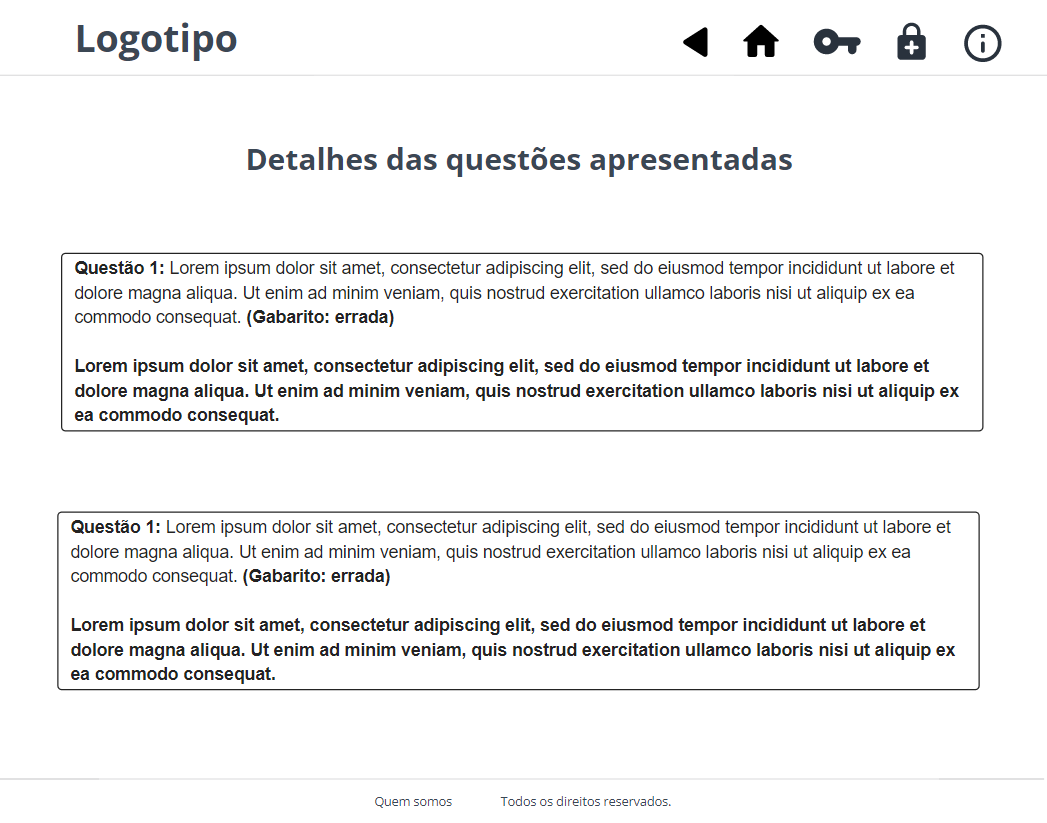 Logotipo
Detalhes das questões apresentadas
Questão 1: Lorem ipsum dolor sit amet, consectetur adipiscing elit, sed do eiusmod tempor incididunt ut labore et
dolore magna aliqua. Ut enim ad minim veniam, quis nostrud exercitation ullamco laboris nisi ut aliquip ex ea
commodo consequat. (Gabarito: errada)
Lorem ipsum dolor sit amet, consectetur adipiscing elit, sed do eiusmod tempor incididunt ut labore et
dolore magna aliqua. Ut enim ad minim veniam, quis nostrud exercitation ullamco laboris nisi ut aliquip ex
ea commodo consequat.
Questão 1: Lorem ipsum dolor sit amet, consectetur adipiscing elit, sed do eiusmod tempor incididunt ut labore et
dolore magna aliqua. Ut enim ad minim veniam, quis nostrud exercitation ullamco laboris nisi ut aliquip ex ea
commodo consequat. (Gabarito: errada)
Lorem ipsum dolor sit amet, consectetur adipiscing elit, sed do eiusmod tempor incididunt ut labore et
dolore magna aliqua. Ut enim ad minim veniam, quis nostrud exercitation ullamco laboris nisi ut aliquip ex
ea commodo consequat.
Quem somos Todos os direitos reservados.